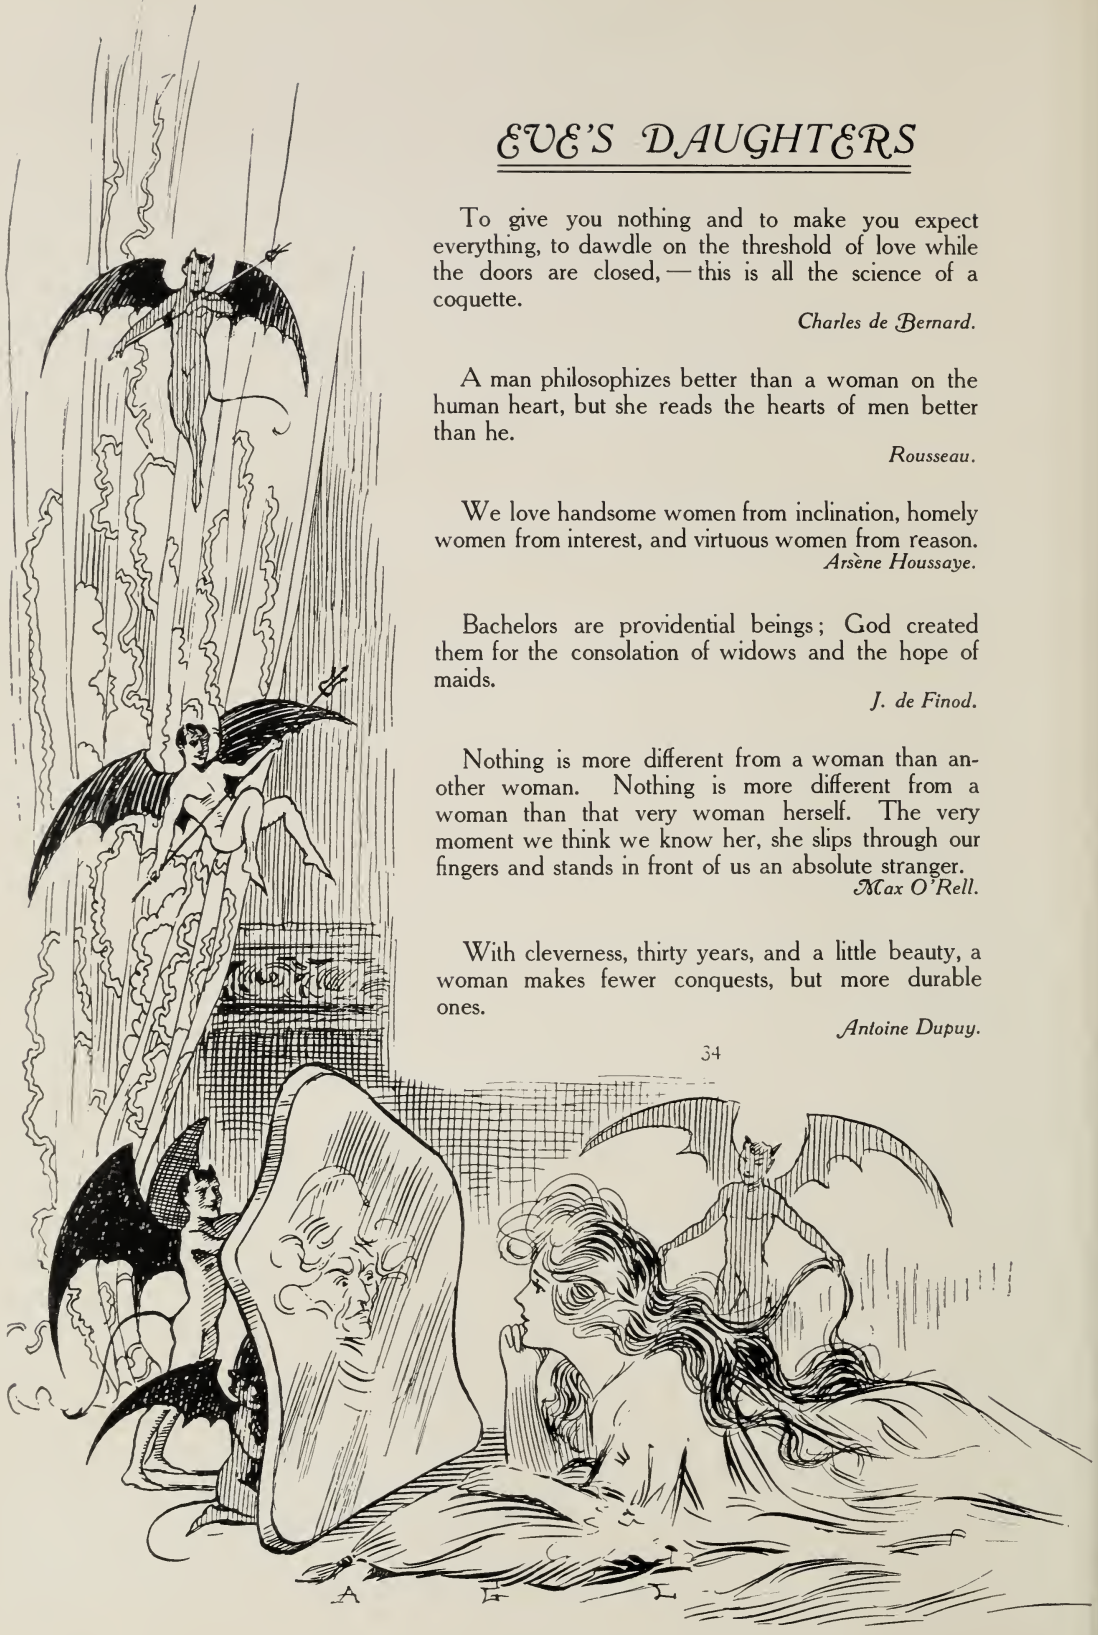 EVE'S DAUGHTERS
To give you nothing and to make you expect
everything, to dawdle on the threshold of love while
the doors are closed, — this is all the science of a
coquette.
Charles de Bernard.
A man philosophizes better than a woman on the
human heart, but she reads the hearts of men better
than he.
Rousseau.
We love handsome women from inclination, homely
women from interest, and virtuous women from reason.
Arsène Houssaye.
Bachelors are providential beings; God created
them for the consolation of widows and the hope of
maids.
J. de Finod.
Nothing is more different from a woman than an-
other woman. Nothing is more different from a
woman than that very woman herself. The very
moment we think we know her, she slips through our
fingers and stands in front of us an absolute stranger.
Max O'Rell.
With cleverness, thirty years, and a little beauty, a
woman makes fewer conquests, but more durable
ones.
Antoine Dupuy.
34
A G L